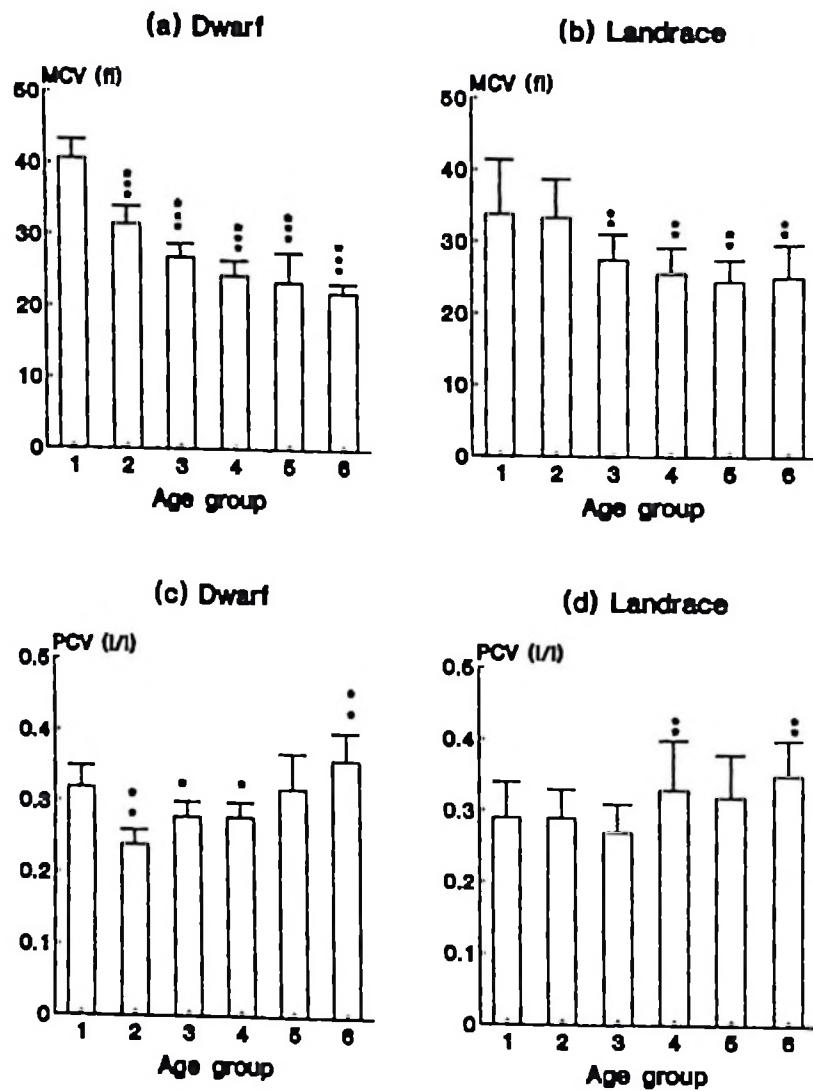 (a) Dwarf
MCV (fl)
50
40
30
20
10
0
1 2 3 4 5 6
Age group
(b) Landrace
MCV (fl)
50
40
30
20
10
0
1 2 3 4 5 6
Age group
(c) Dwarf
PCV (l/l)
0.5
0.4
0.3
0.2
0.1
0
1 2 3 4 5 6
Age group
(d) Landrace
PCV (l/l)
0.5
0.4
0.3
0.2
0.1
0
1 2 3 4 5 6
Age group